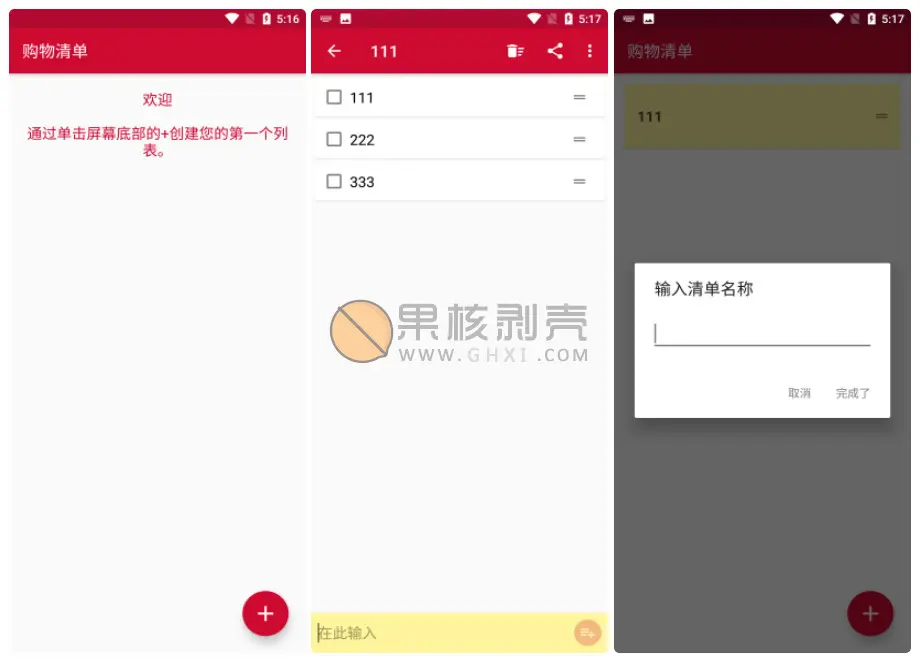 5:16
购物清单
欢迎
通过单击屏幕底部的+创建您的第一个列
表。
5:17
111
111
222
333
果核剥壳
WWW.GHXI.COM
在此输入
5:17
购物清单
111
输入清单名称
取消 完成了